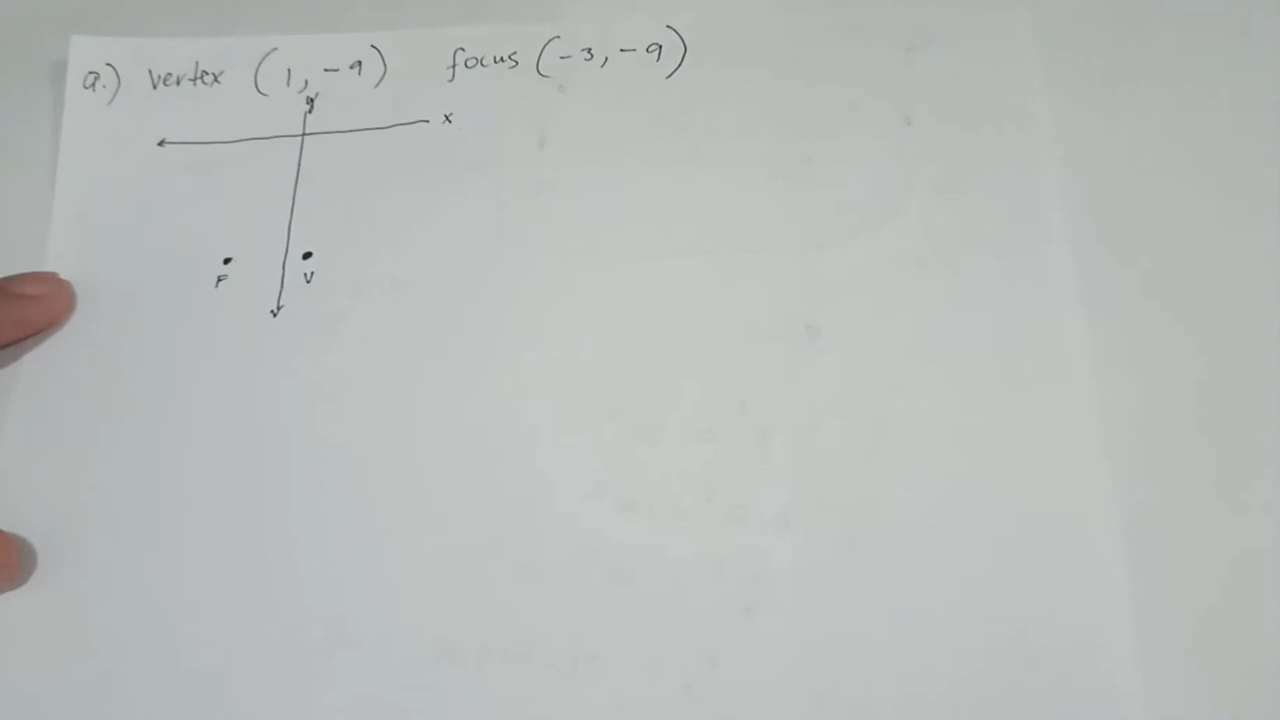 a.) vertex (1, -9) focus (-3, -9)
y
x
F
V